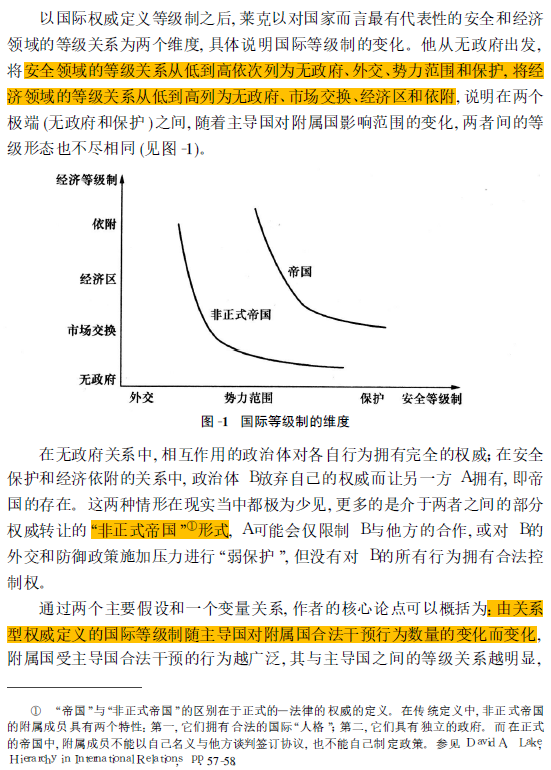 以国际权威定义等级制之后,莱克以对国家而言最有代表性的安全和经济
领域的等级关系为两个维度,具体说明国际等级制的变化。他从无政府出发,
将安全领域的等级关系从低到高依次列为无政府、外交、势力范围和保护,将经
济领域的等级关系从低到高列为无政府、市场交换、经济区和依附,说明在两个
极端(无政府和保护)之间,随着主导国对附属国影响范围的变化,两者间的等
级形态也不尽相同(见图-1)。
经济等级制
依附
经济区
市场交换
无政府
帝国
非正式帝国
外交 势力范围 保护 安全等级制
图-1 国际等级制的维度
在无政府关系中,相互作用的政治体对各自行为拥有完全的权威;在安全
保护和经济依附的关系中,政治体 B放弃自己的权威而让另一方 A拥有,即帝
国的存在。这两种情形在现实当中都极为少见,更多的是介于两者之间的部分
权威转让的“非正式帝国”①形式, A可能会仅限制 B与他方的合作,或对 B的
外交和防御政策施加压力进行“弱保护”,但没有对 B的所有行为拥有合法控
制权。
通过两个主要假设和一个变量关系,作者的核心论点可以概括为,由关系
型权威定义的国际等级制随主导国对附属国合法干预行为数量的变化而变化,
附属国受主导国合法干预的行为越广泛,其与主导国之间的等级关系越明显,
① “帝国”与“非正式帝国”的区别在于正式的—法律的权威的定义。在传统定义中,非正式帝国
的附属成员具有两个特性:第一,它们拥有合法的国际“人格”;第二,它们具有独立的政府。而在正式
的帝国中,附属成员不能以自己名义与他方谈判签订协议,也不能自己制定政策。参见 David A. Lake,
Hierarchy in International Relations, pp. 57-58